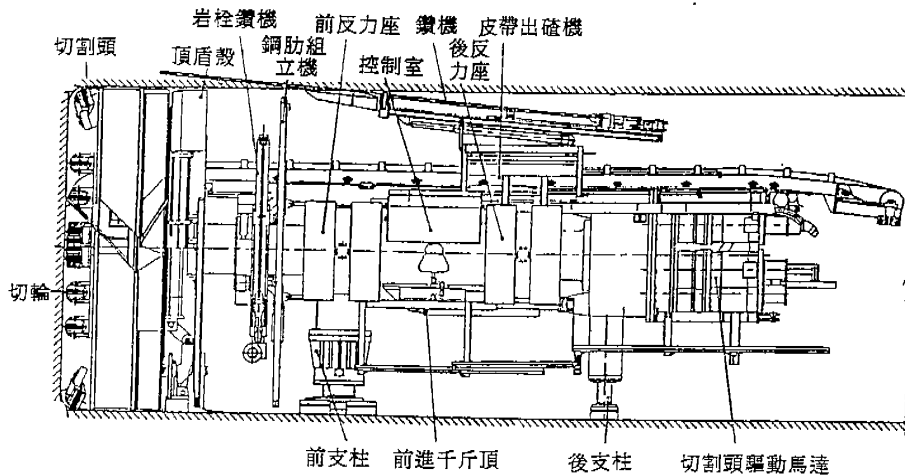 岩栓鑽機
前反力座
鑽機
皮帶出碴機
切割頭
頂盾殼
鋼肋組
立機
控制室
後反
力座
切輪
前支柱
前進千斤頂
後支柱
切割頭驅動馬達